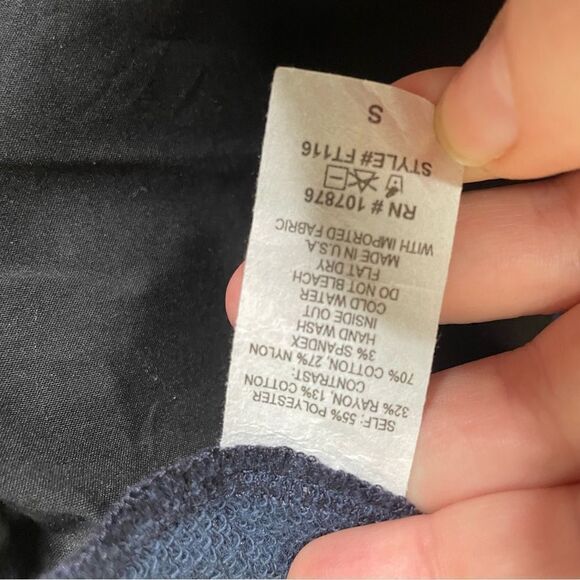 SELF: 55% POLYESTER
32% RAYON, 13% COTTON
CONTRAST:
70% COTTON, 27% NYLON
3% SPANDEX
HAND WASH
INSIDE OUT
COLD WATER
DO NOT BLEACH
FLAT DRY
MADE IN U.S.A.
WITH IMPORTED FABRIC
RN # 107876
STYLE# FT116
S